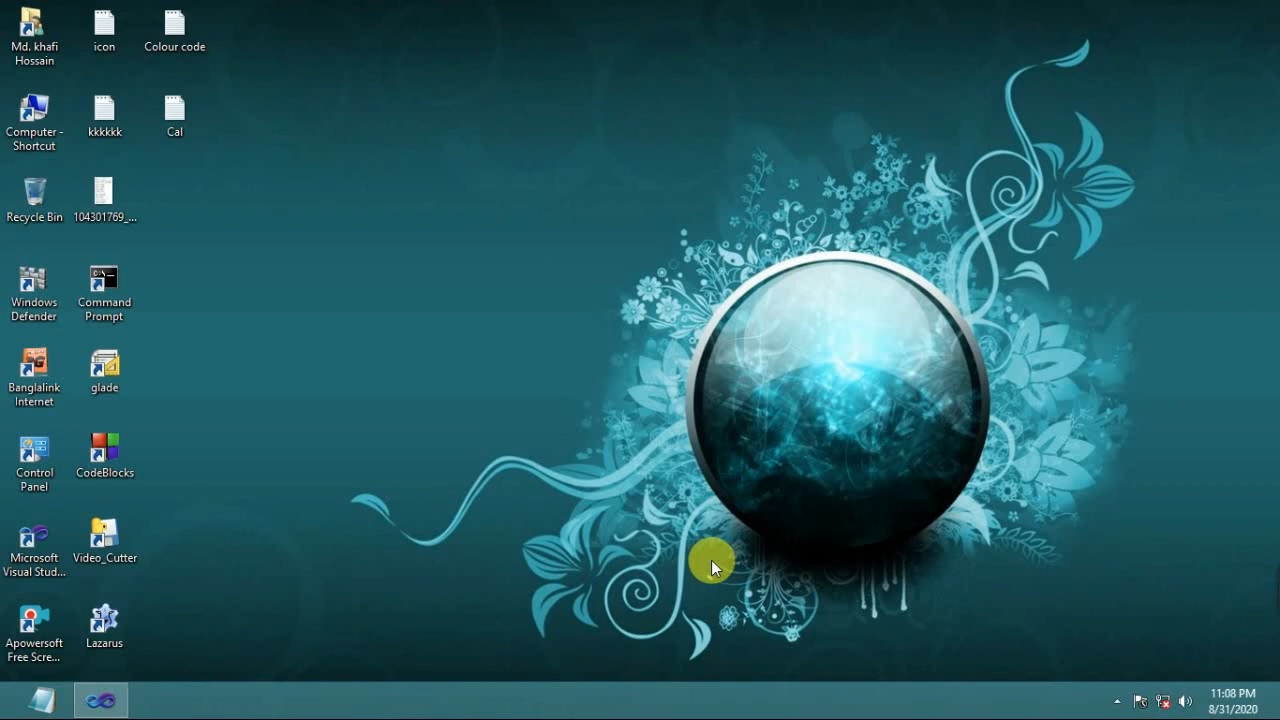 Md. khafi
Hossain
icon
Colour code
Computer -
Shortcut
kkkkkk
Cal
Recycle Bin
104301769_...
Windows
Defender
Command
Prompt
Banglalink
Internet
glade
Control
Panel
CodeBlocks
Microsoft
Visual Stud...
Video_Cutter
Apowersoft
Free Scre...
Lazarus
11:08 PM
8/31/2020